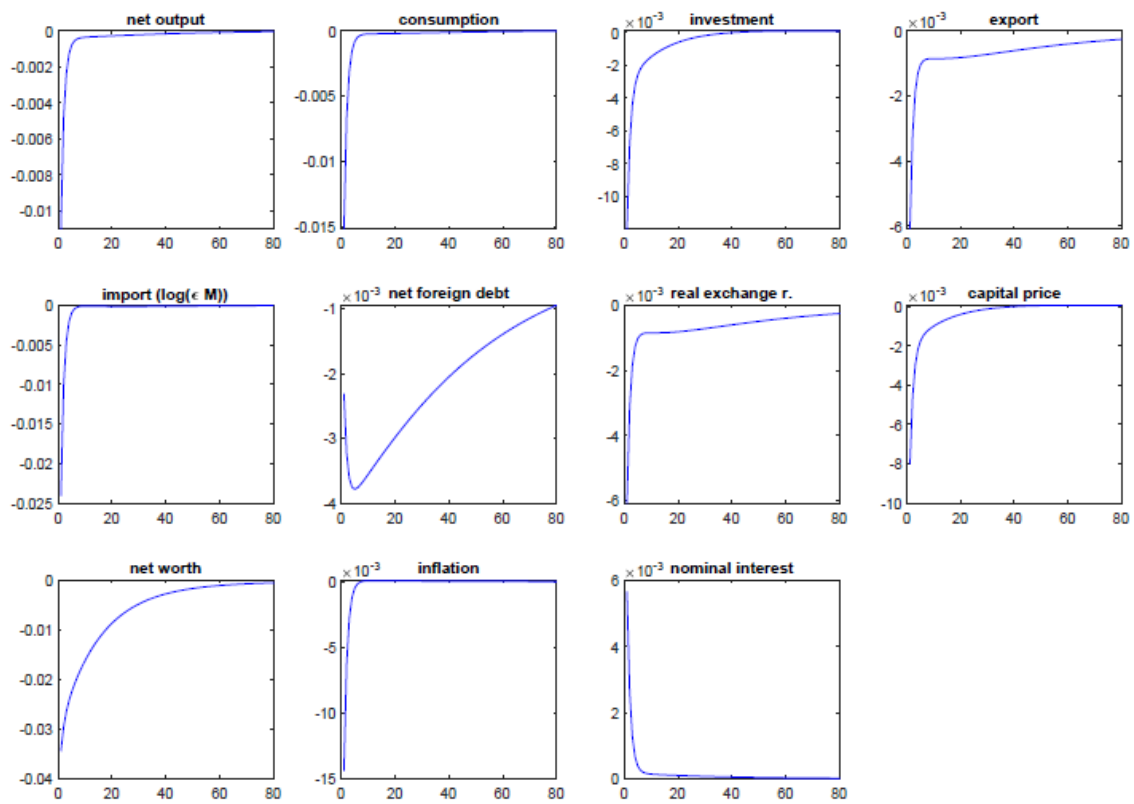 net output
0
-0.002
-0.004
-0.006
-0.008
-0.01
0 20 40 60 80
consumption
0
-0.005
-0.01
-0.015
0 20 40 60 80
investment
×10⁻³
0
-2
-4
-6
-8
-10
0 20 40 60 80
export
×10⁻³
0
-2
-4
-6
0 20 40 60 80
import (log(ϵ M))
0
-0.005
-0.01
-0.015
-0.02
-0.025
0 20 40 60 80
net foreign debt
×10⁻³
-1
-2
-3
-4
0 20 40 60 80
real exchange r.
×10⁻³
0
-2
-4
-6
0 20 40 60 80
capital price
×10⁻³
0
-2
-4
-6
-8
-10
0 20 40 60 80
net worth
0
-0.01
-0.02
-0.03
-0.04
0 20 40 60 80
inflation
×10⁻³
0
-5
-10
-15
0 20 40 60 80
nominal interest
×10⁻³
6
4
2
0
0 20 40 60 80